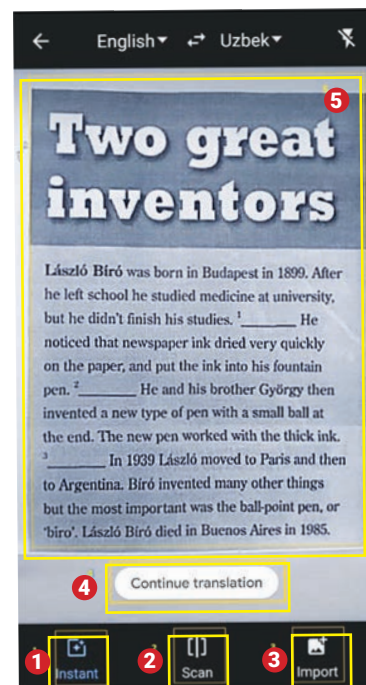 English Uzbek
5
Two great
inventors
László Bíró was born in Budapest in 1899. After
he left school he studied medicine at university,
but he didn't finish his studies. 1______ He
noticed that newspaper ink dried very quickly
on the paper, and put the ink into his fountain
pen. 2______ He and his brother György then
invented a new type of pen with a small ball at
the end. The new pen worked with the thick ink.
3______ In 1939 László moved to Paris and then
to Argentina. Bíró invented many other things
but the most important was the ball-point pen, or
'biro'. László Bíró died in Buenos Aires in 1985.
4 Continue translation
1 Instant 2 Scan 3 Import